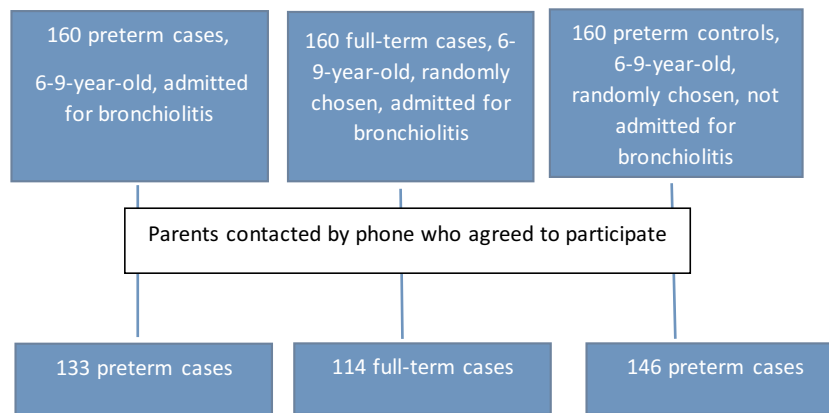 160 preterm cases,
6-9-year-old, admitted
for bronchiolitis
160 full-term cases, 6-
9-year-old, randomly
chosen, admitted for
bronchiolitis
160 preterm controls,
6-9-year-old,
randomly chosen, not
admitted for
bronchiolitis
Parents contacted by phone who agreed to participate
133 preterm cases
114 full-term cases
146 preterm cases